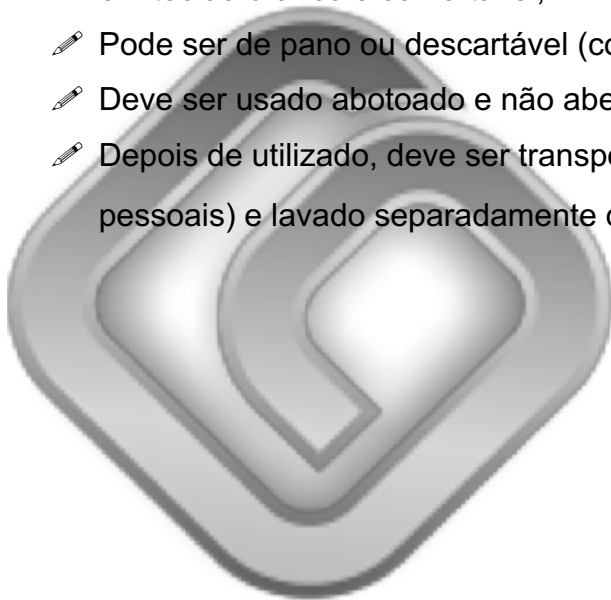 ✐ Pode ser de pano ou descartável (co
✐ Deve ser usado abotoado e não abe
✐ Depois de utilizado, deve ser transpo
pessoais) e lavado separadamente